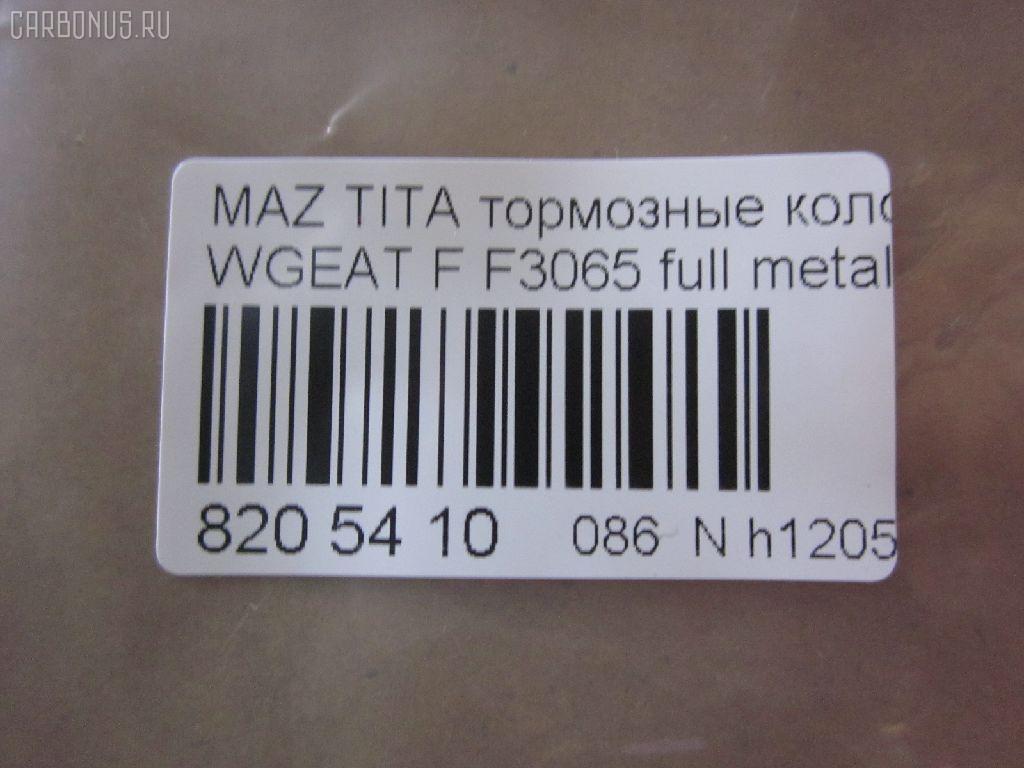 CARBONUS.RU
MAZ TITA тормозные коло
WGEAT F F3065 full metal
820 54 10 086 N h1205